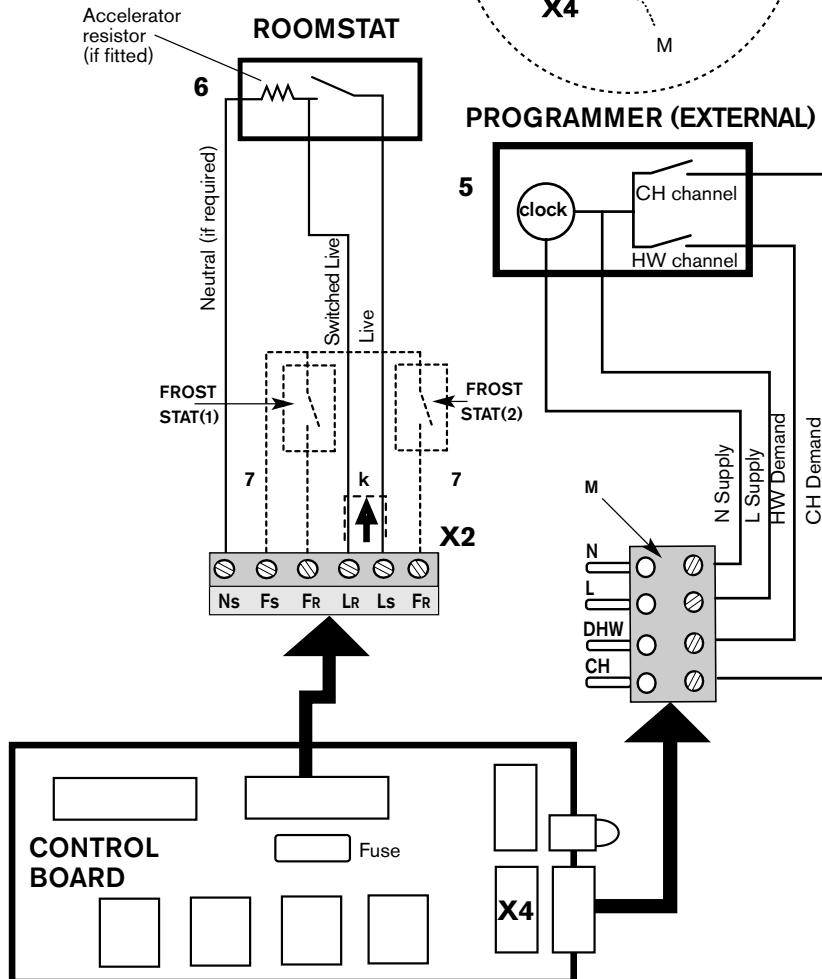 Accelerator
resistor
(if fitted)
ROOMSTAT
6
X4
M
PROGRAMMER (EXTERNAL)
5
clock
CH channel
HW channel
Neutral (if required)
Switched Live
Live
FROST
STAT(1)
FROST
STAT(2)
7
k
7
X2
N Supply
L Supply
HW Demand
CH Demand
M
N
L
DHW
CH
NS FS FR LR LS FR
CONTROL
BOARD
Fuse
X4